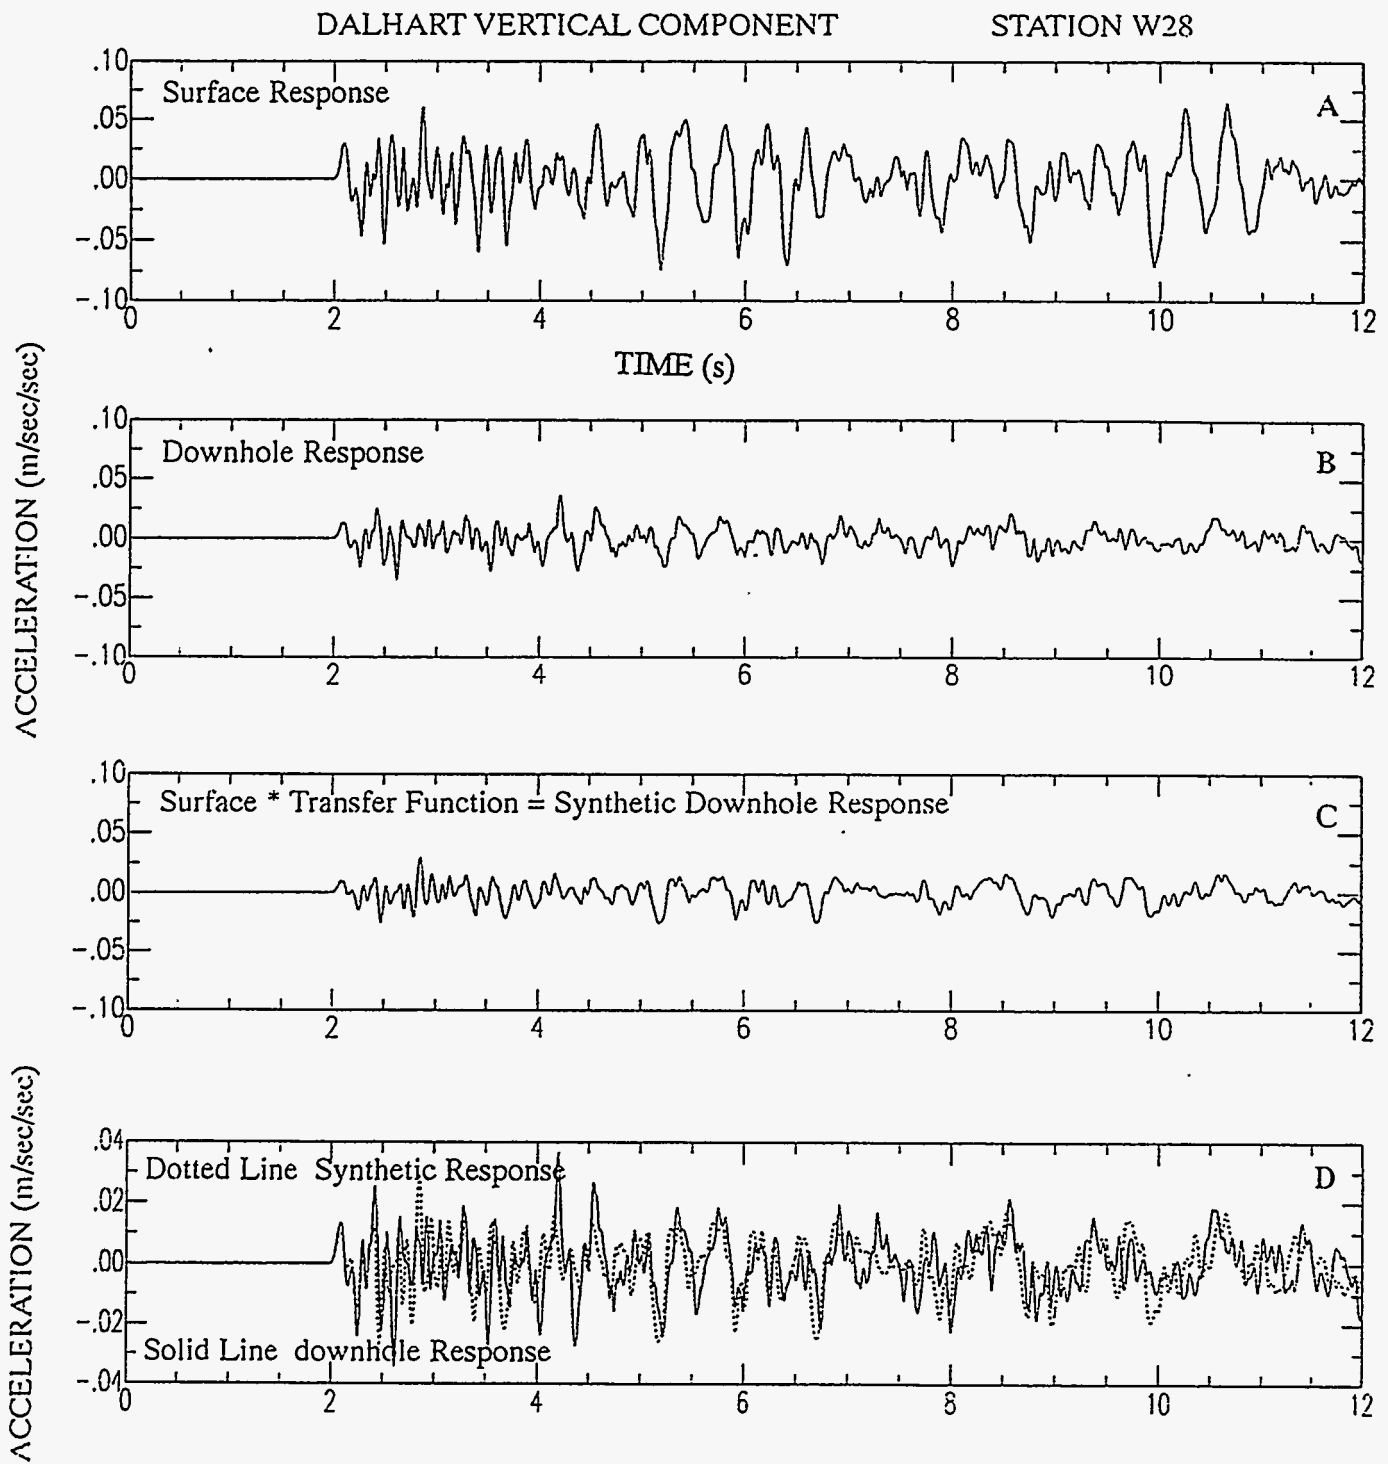 DALHART VERTICAL COMPONENT STATION W28
.10
Surface Response A
.05
.00
-.05
-.10
0 2 4 6 8 10 12
TIME (s)
ACCELERATION (m/sec/sec)
.10
Downhole Response B
.05
.00
-.05
-.10
0 2 4 6 8 10 12
.10
Surface * Transfer Function = Synthetic Downhole Response C
.05
.00
-.05
-.10
0 2 4 6 8 10 12
ACCELERATION (m/sec/sec)
.04
Dotted Line Synthetic Response D
.02
.00
-.02
Solid Line downhole Response
-.04
0 2 4 6 8 10 12